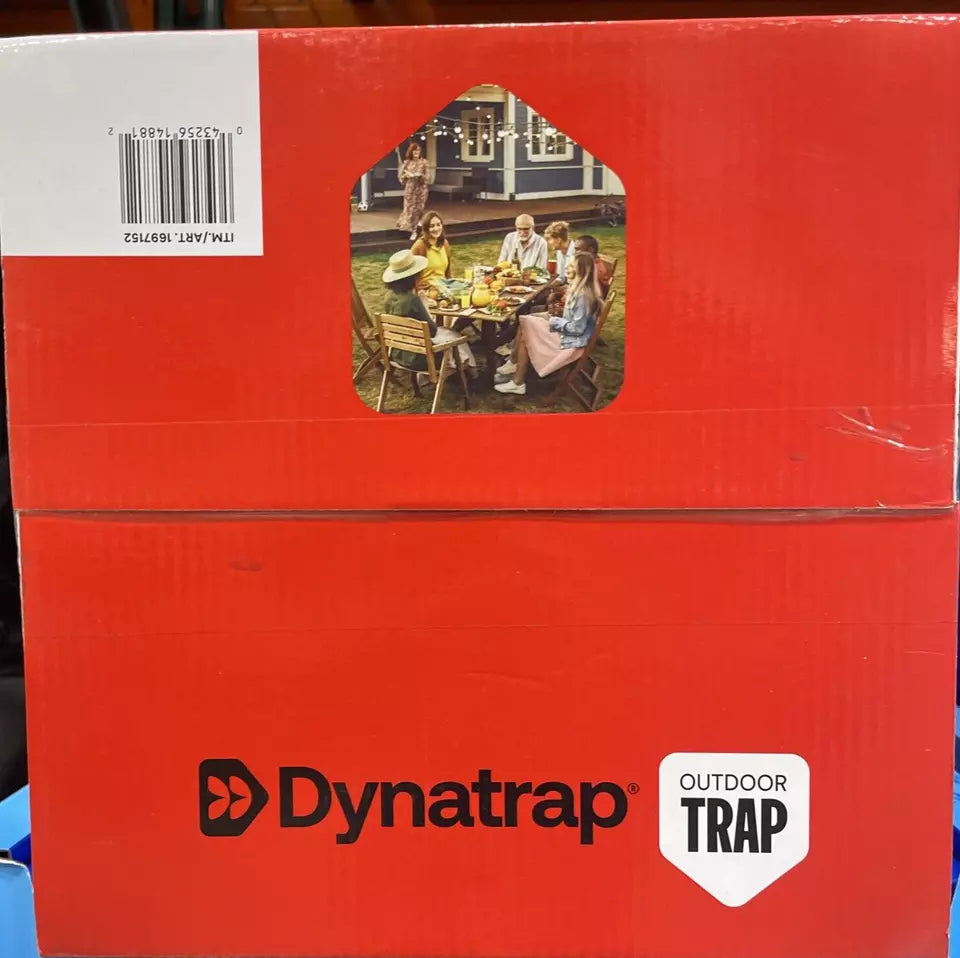 ITM./ART. 1697152
0 43256 14881 2
Dynatrap®
OUTDOOR
TRAP